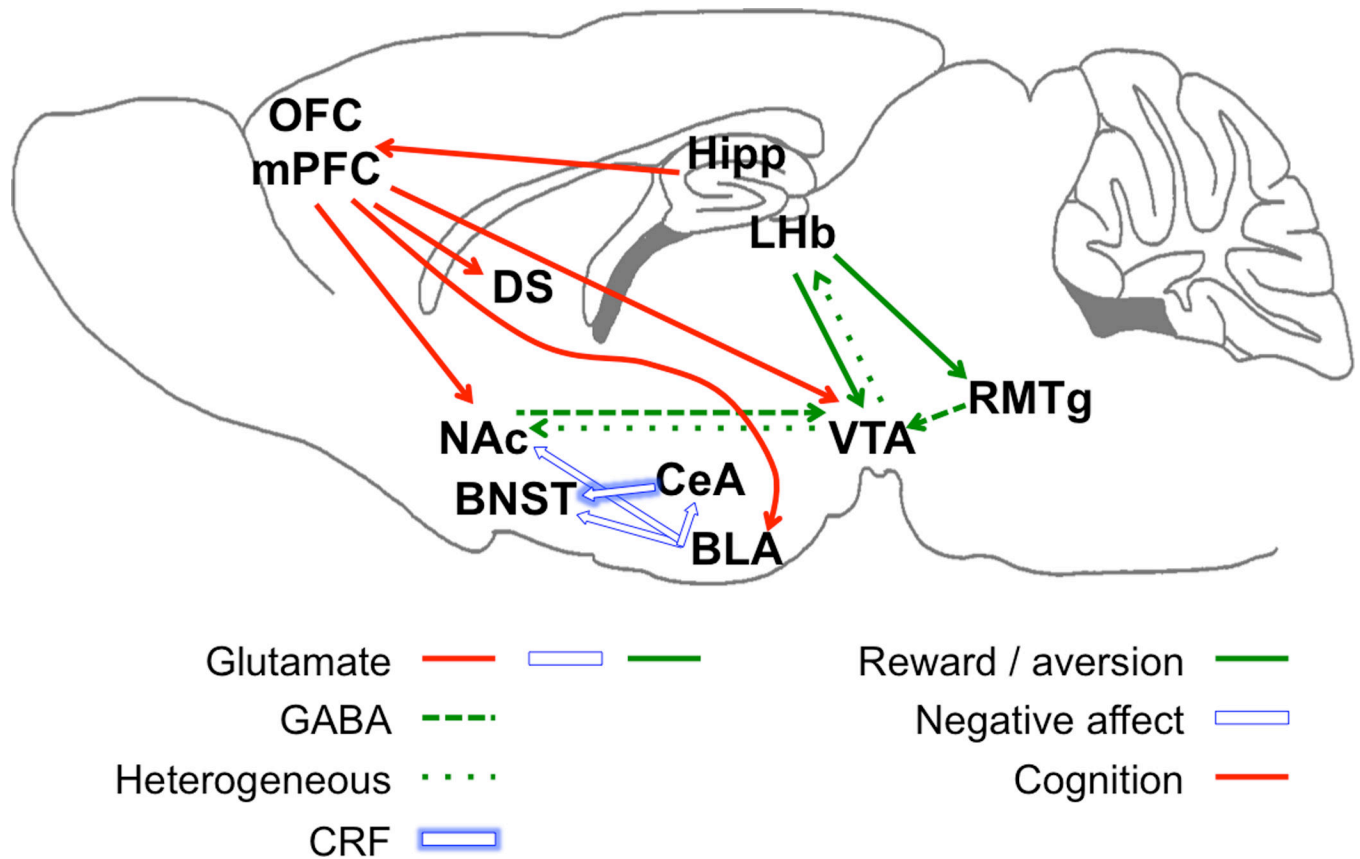 OFC
mPFC
Hipp
LHb
DS
RMTg
NAc
VTA
CeA
BNST
BLA
Glutamate
Reward / aversion
GABA
Negative affect
Heterogeneous
Cognition
CRF